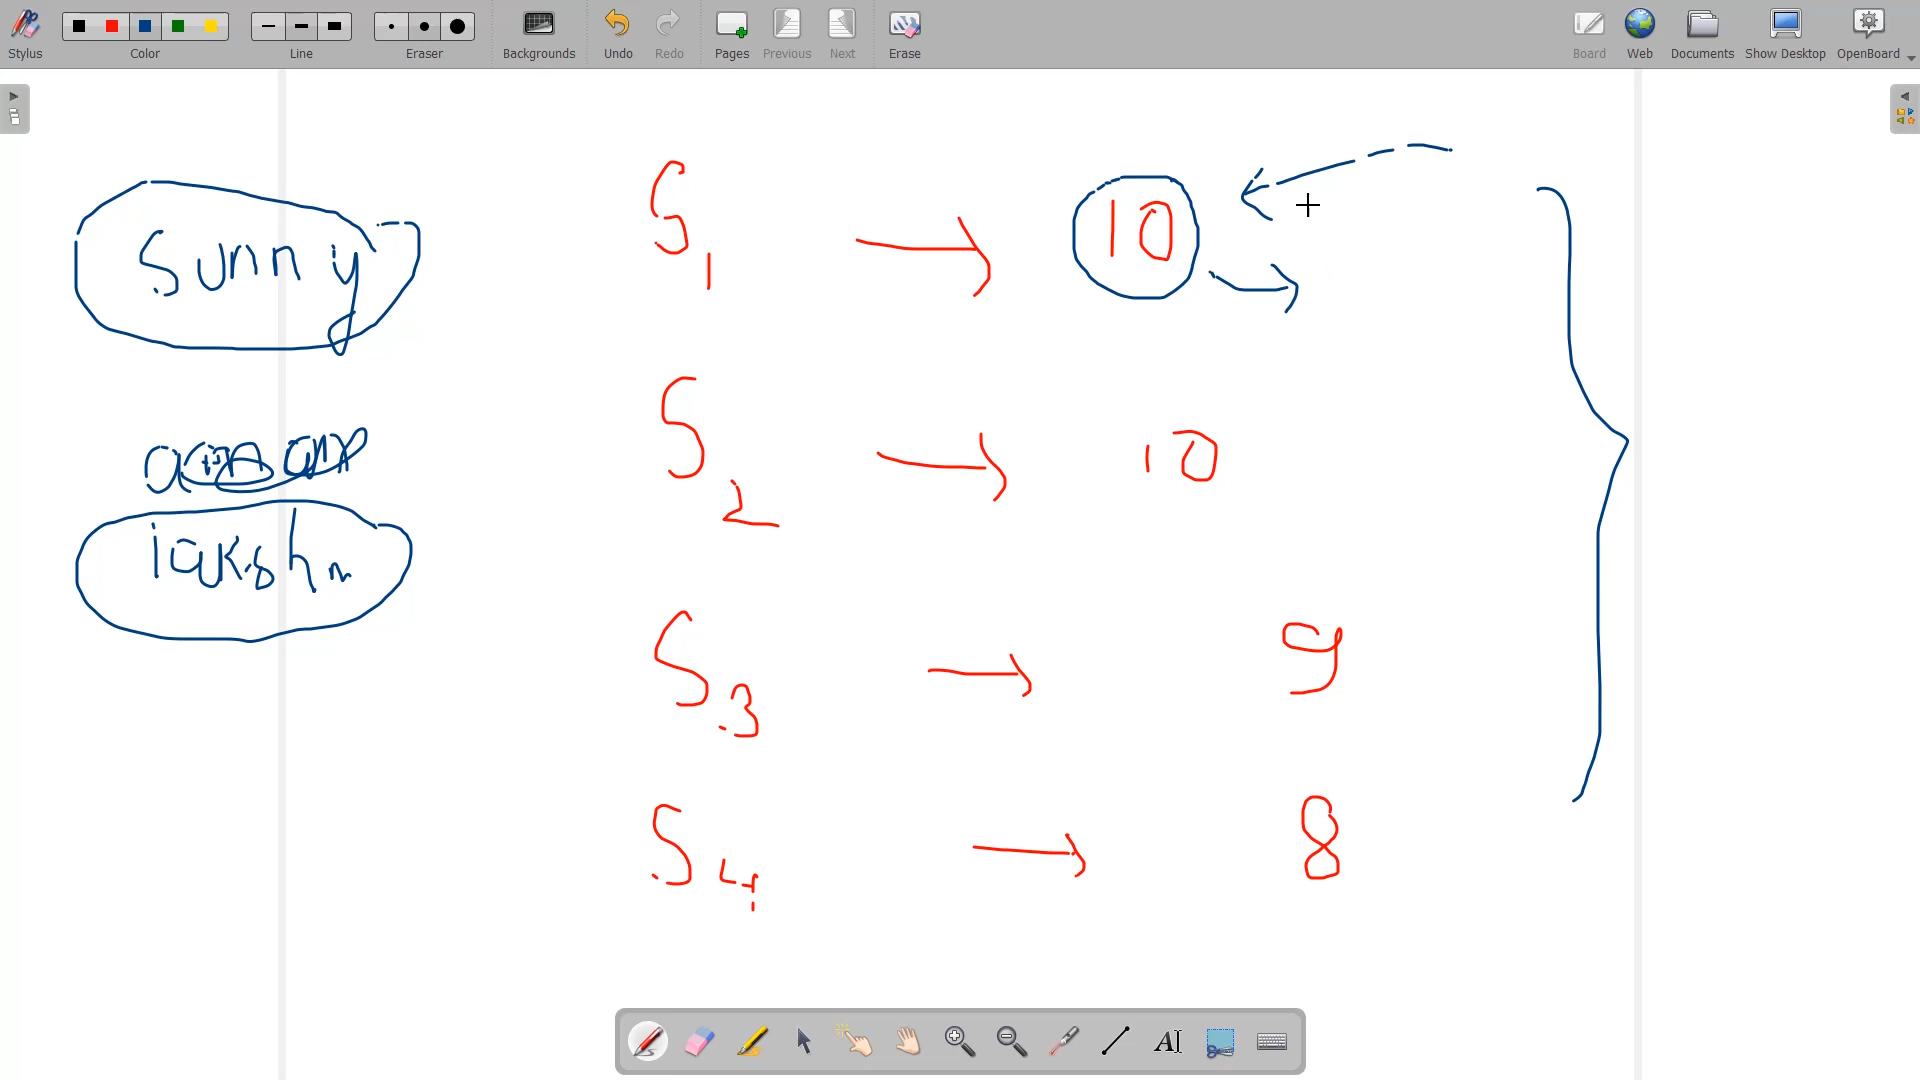 Stylus Color Line Eraser Backgrounds Undo Redo Pages Previous Next Erase Board Web Documents Show Desktop OpenBoard
Sunny
S1 → 10
S2 → 10
S3 → 9
S4 → 8